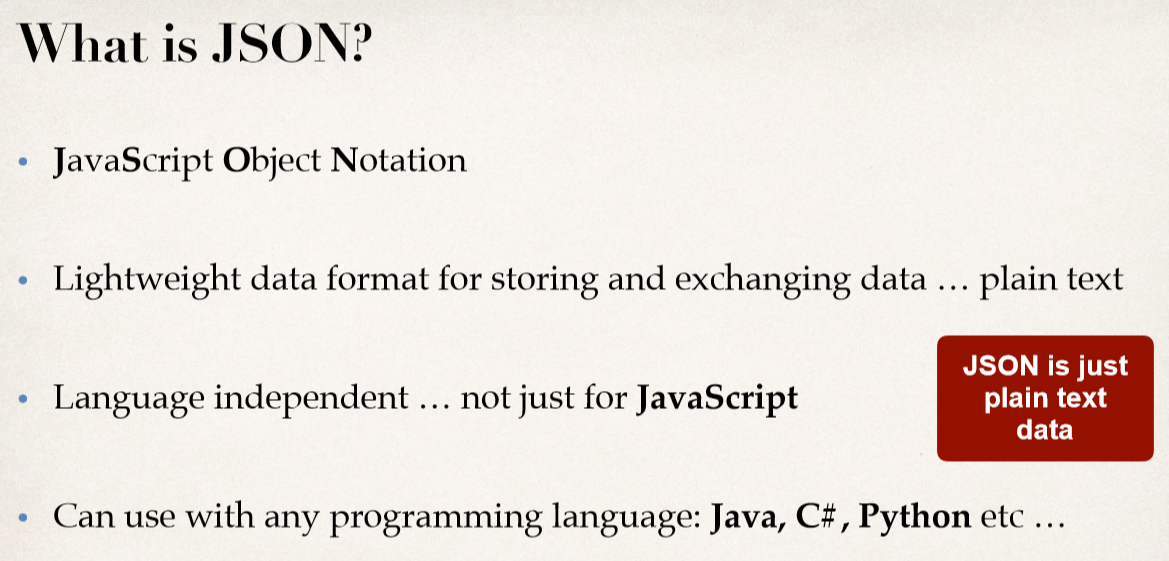 What is JSON?
• JavaScript Object Notation
• Lightweight data format for storing and exchanging data … plain text
• Language independent … not just for JavaScript
JSON is just
plain text
data
• Can use with any programming language: Java, C#, Python etc …